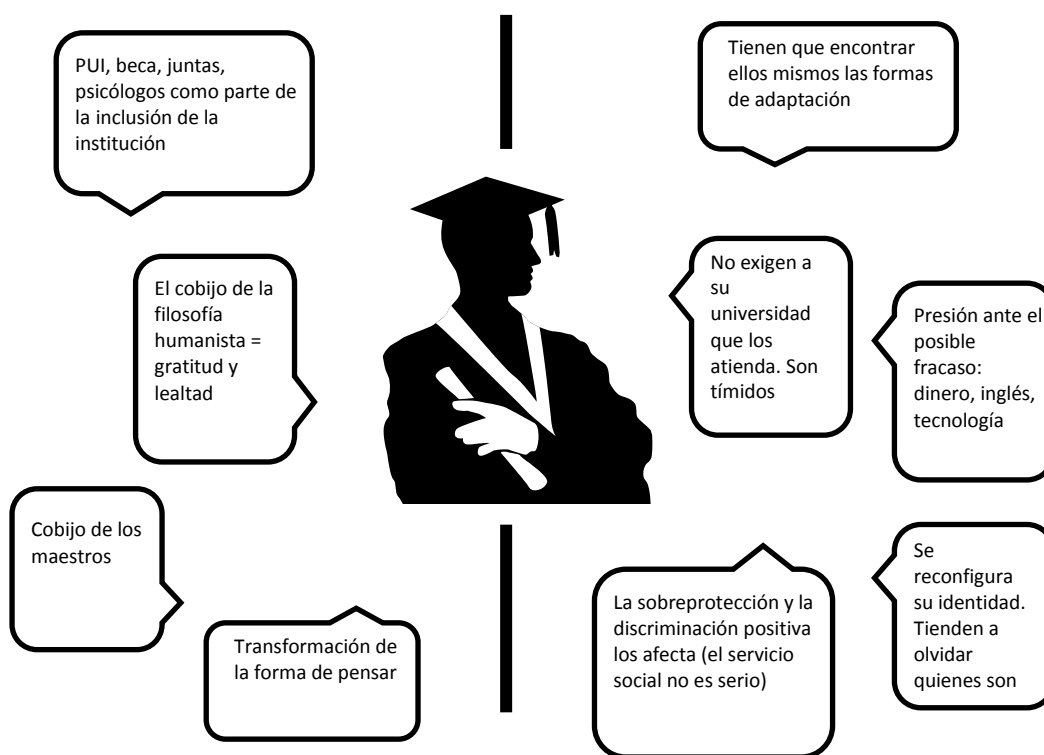 PUI, beca, juntas,
psicólogos como parte de
la inclusión de la
institución
Tienen que encontrar
ellos mismos las formas
de adaptación
El cobijo de la
filosofía
humanista =
gratitud y
lealtad
No exigen a
su
universidad
que los
atienda. Son
tímidos
Presión ante el
posible
fracaso:
dinero, inglés,
tecnología
Cobijo de los
maestros
Transformación de
la forma de pensar
La sobreprotección y la
discriminación positiva
los afecta (el servicio
social no es serio)
Se
reconfigura
su identidad.
Tienden a
olvidar
quienes son